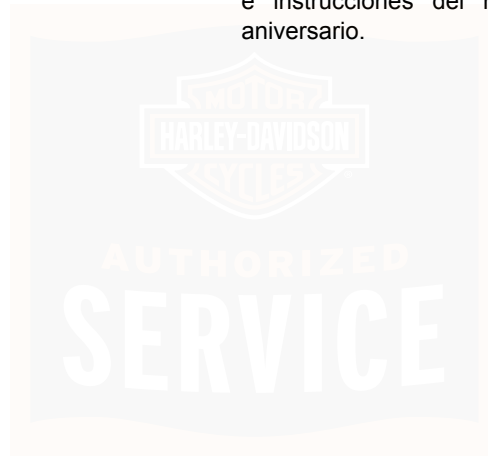 e instrucciones del
aniversario.
MOTOR
HARLEY-DAVIDSON
CYCLES
AUTHORIZED
SERVICE